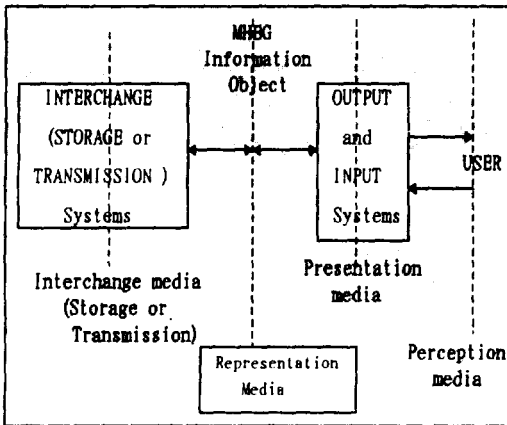 MHEG
Information
Object
INTERCHANGE
(STORAGE or
TRANSMISSION )
Systems
OUTPUT
and
INPUT
Systems
USER
Interchange media
(Storage or
Transmission)
Presentation
media
Representation
Media
Perception
media